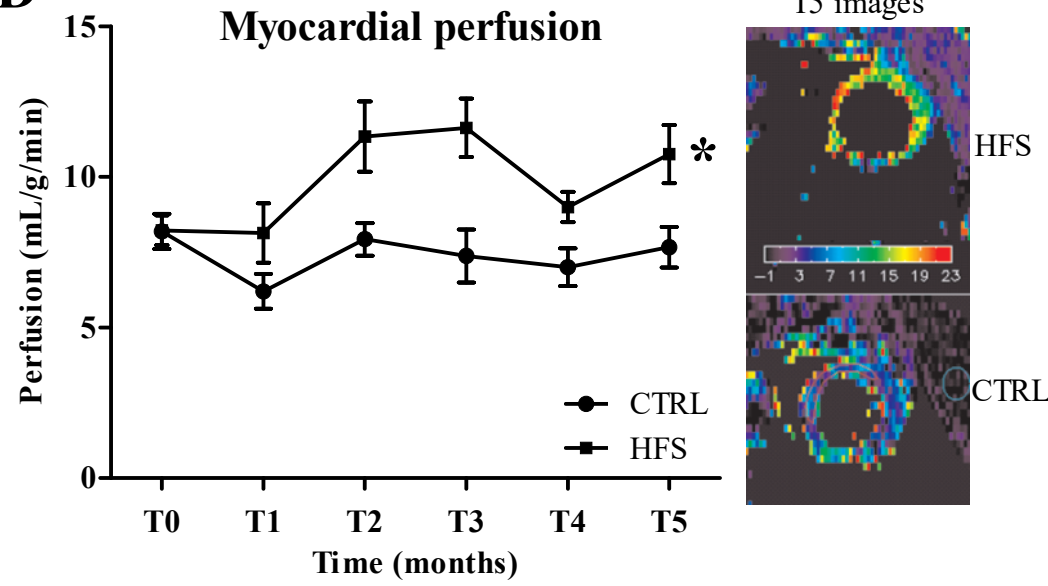 Myocardial perfusion
T5 images
15
10
5
0
Perfusion (mL/g/min)
CTRL
HFS
T0 T1 T2 T3 T4 T5
Time (months)
*
HFS
−1 3 7 11 15 19 23
CTRL